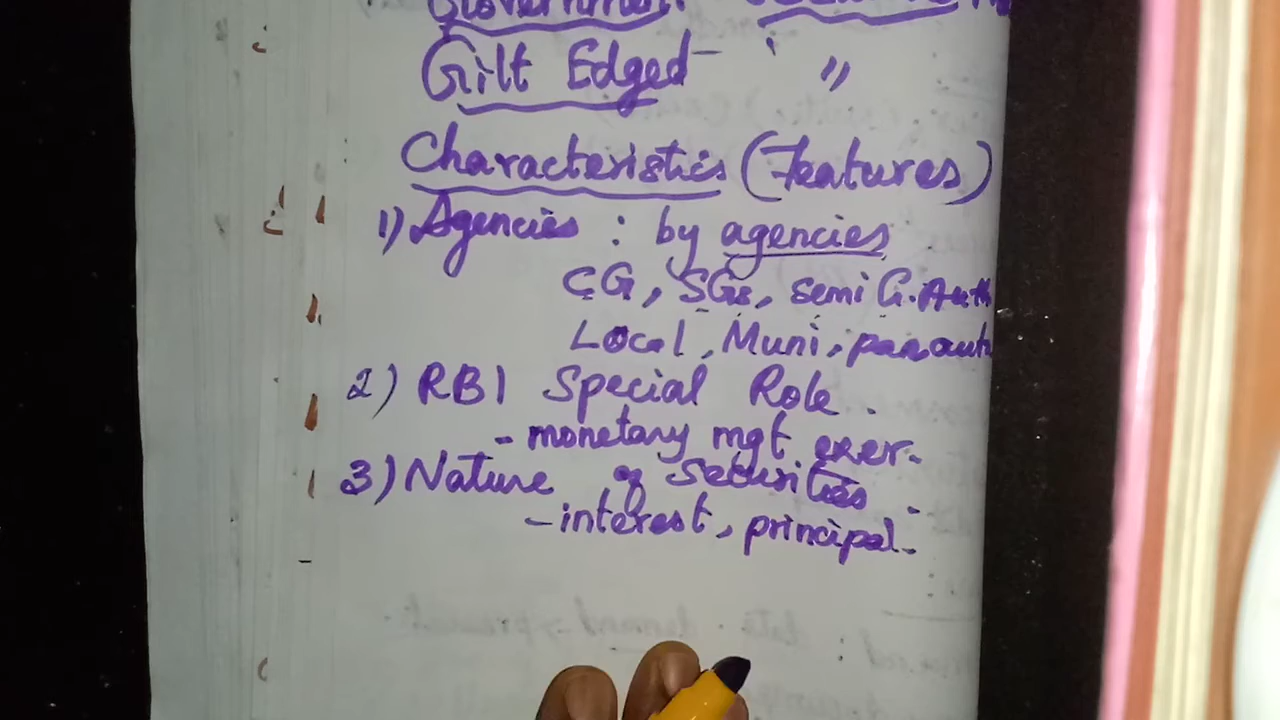 Government
Gilt Edged - "
Characteristics (Features)
1) Agencies : by agencies
CG, SGs, semi G. Auth
Local, Muni,
2) RBI Special Role.
- monetary mgt exer.
3) Nature of Securities.
- interest, principal.